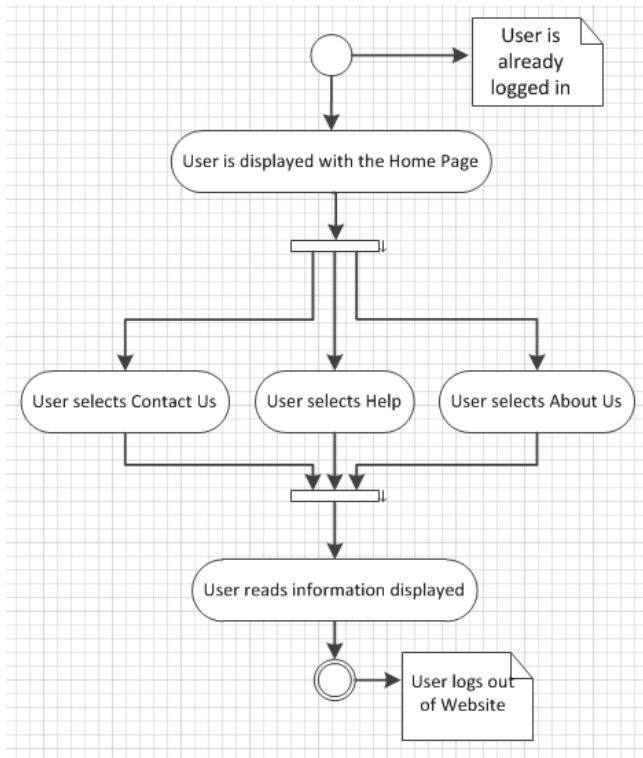 User is
already
logged in
User is displayed with the Home Page
User selects Contact Us
User selects Help
User selects About Us
User reads information displayed
User logs out
of Website